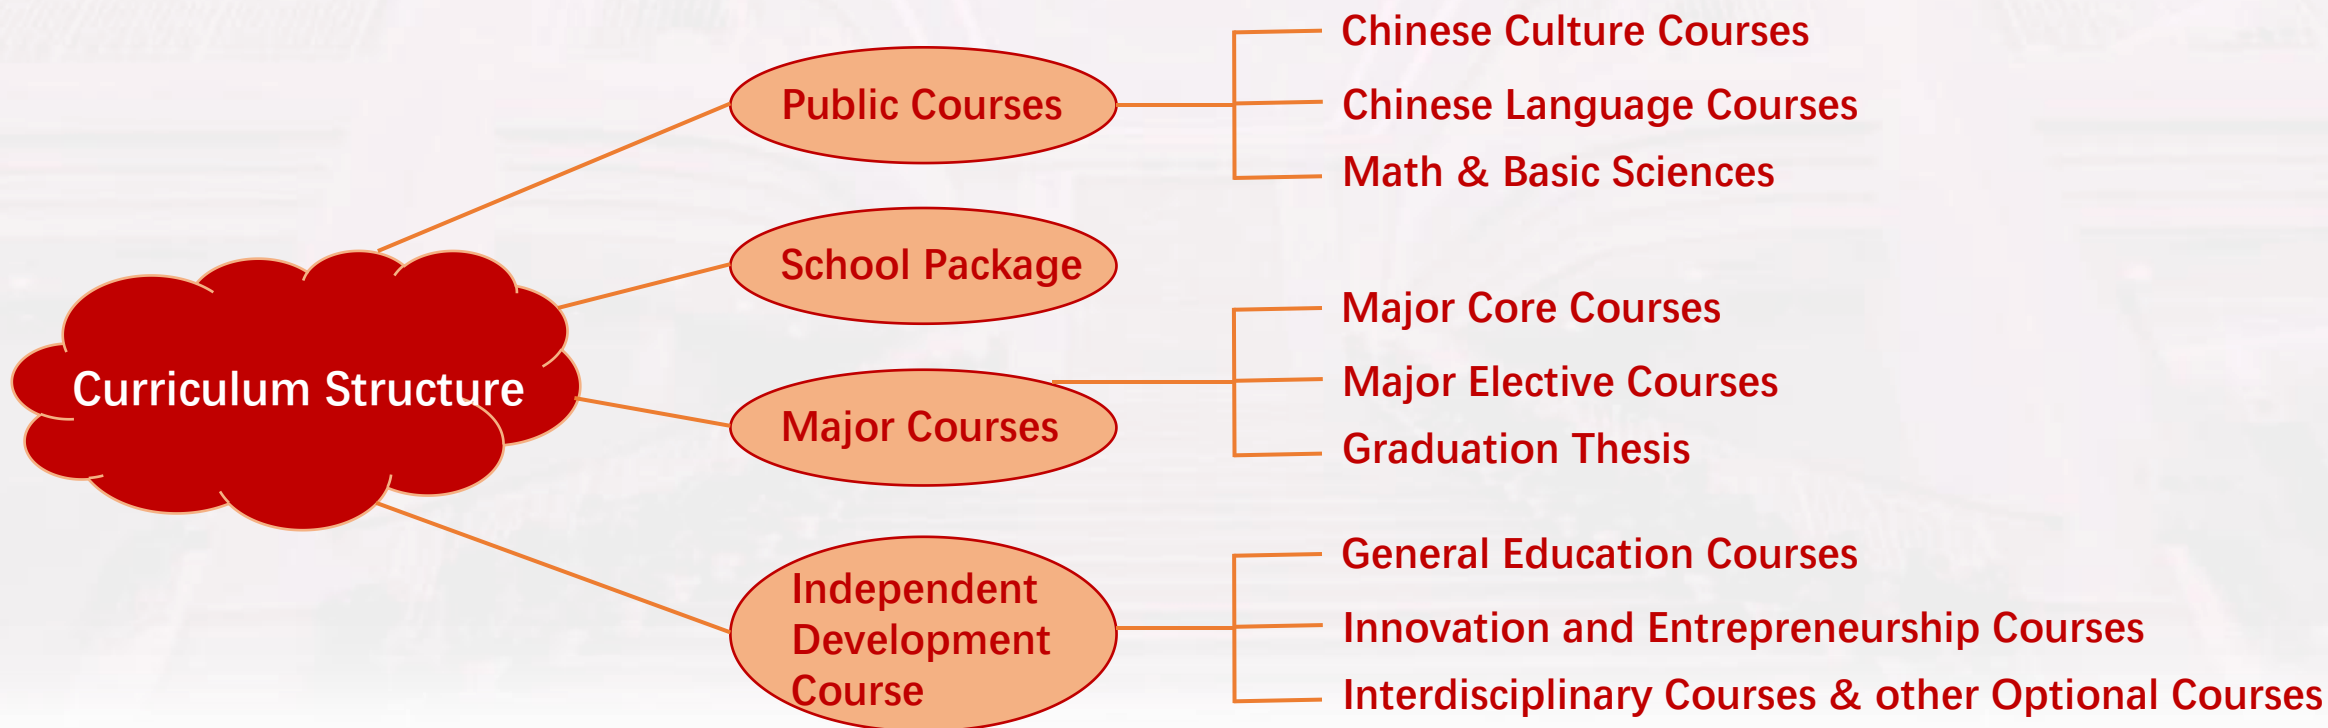 Curriculum Structure
Public Courses
Chinese Culture Courses
Chinese Language Courses
Math & Basic Sciences
School Package
Major Courses
Major Core Courses
Major Elective Courses
Graduation Thesis
Independent
Development
Course
General Education Courses
Innovation and Entrepreneurship Courses
Interdisciplinary Courses & other Optional Courses